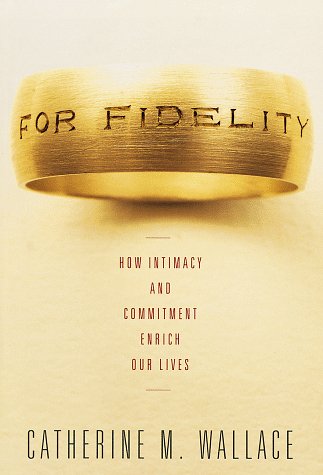 FOR FIDELITY
HOW INTIMACY
AND
COMMITMENT
ENRICH
OUR LIVES
CATHERINE M. WALLACE